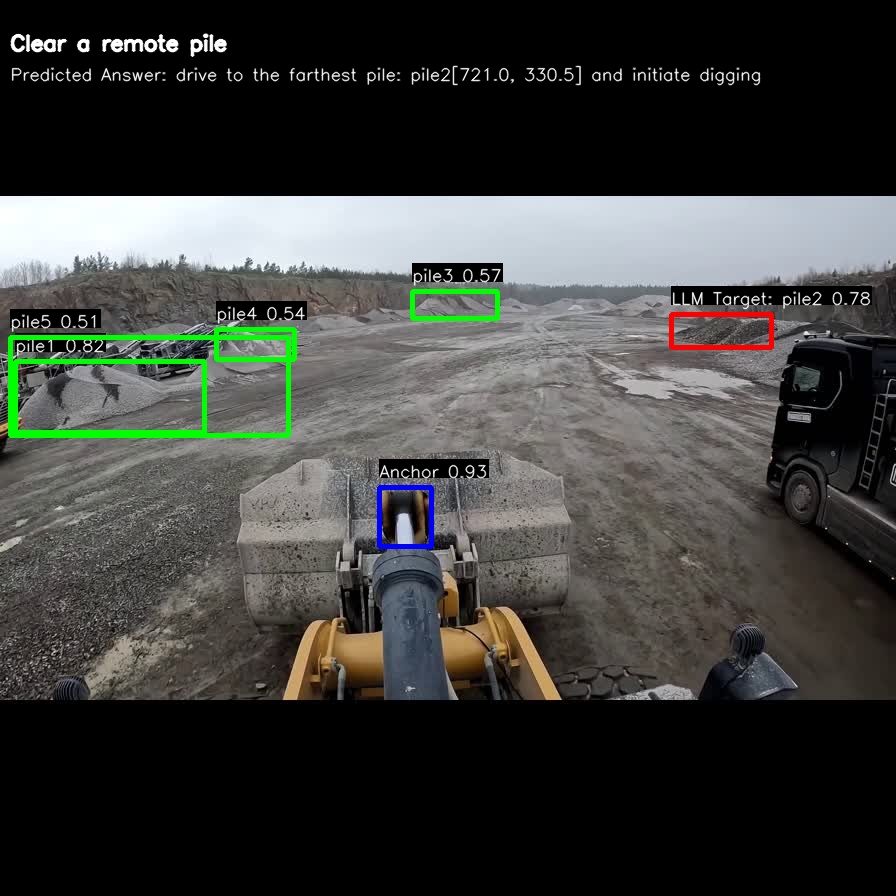 Clear a remote pile
Predicted Answer: drive to the farthest pile: pile2[721.0, 330.5] and initiate digging
pile3 0.57
LLM Target: pile2 0.78
pile4 0.54
pile5 0.51
pile1 0.82
Anchor 0.93